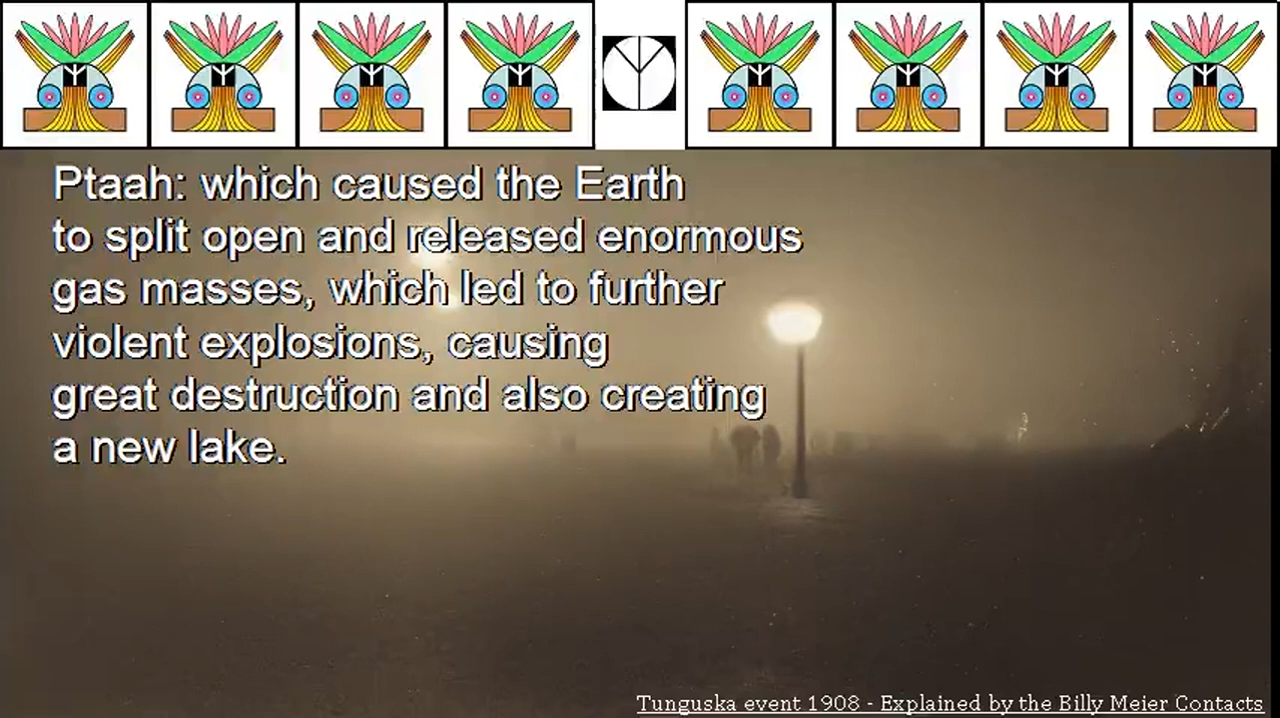 Ptaah: which caused the Earth
to split open and released enormous
gas masses, which led to further
violent explosions, causing
great destruction and also creating
a new lake.
Tunguska event 1908 - Explained by the Billy Meier Contacts